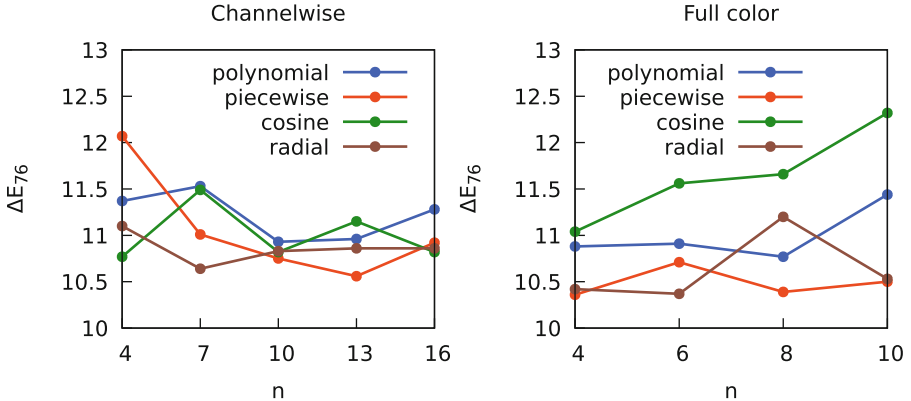 Channelwise
13
12.5
12
11.5
11
10.5
10
ΔE76
polynomial
piecewise
cosine
radial
4 7 10 13 16
n
Full color
13
12.5
12
11.5
11
10.5
10
ΔE76
polynomial
piecewise
cosine
radial
4 6 8 10
n